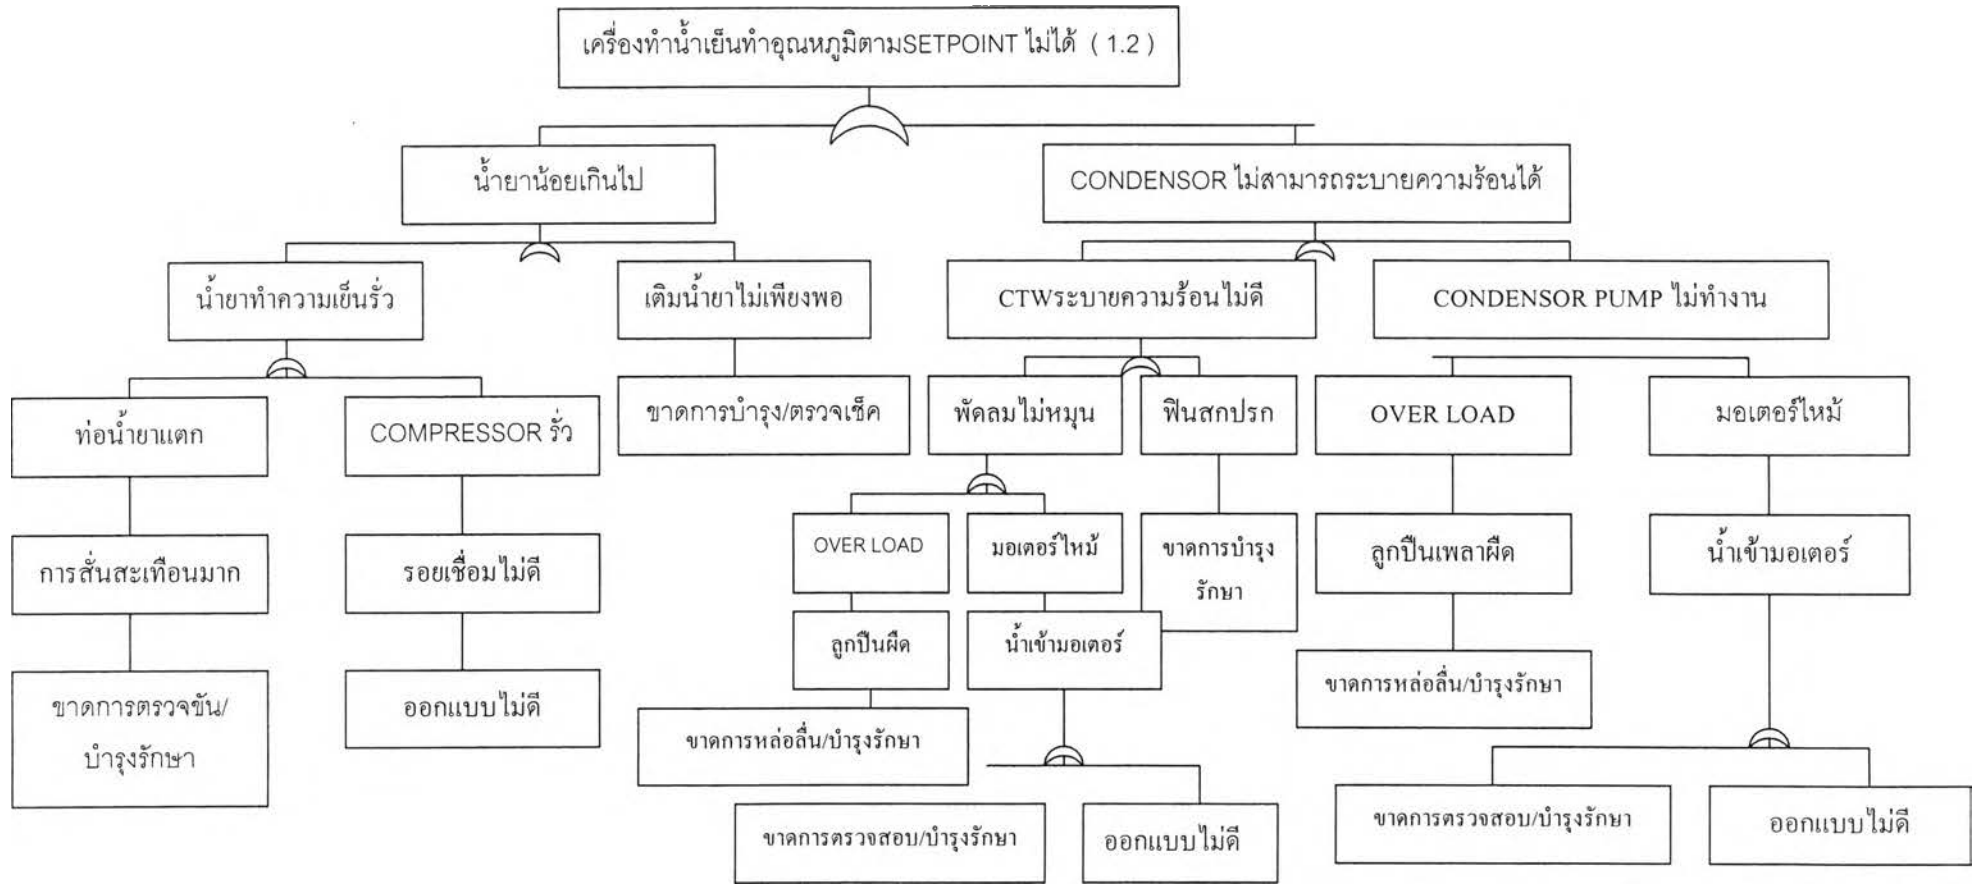 เครื่องทำน้ำเย็นทำอุณหภูมิตามSETPOINT ไม่ได้ ( 1.2 )
น้ำยาน้อยเกินไป
CONDENSOR ไม่สามารถระบายความร้อนได้
น้ำยาทำความเย็นรั่ว
เติมน้ำยาไม่เพียงพอ
CTWระบายความร้อนไม่ดี
CONDENSOR PUMP ไม่ทำงาน
ท่อน้ำยาแตก
COMPRESSOR รั่ว
ขาดการบำรุง/ตรวจเช็ค
พัดลมไม่หมุน
ฟินสกปรก
OVER LOAD
มอเตอร์ไหม้
การสั่นสะเทือนมาก
รอยเชื่อมไม่ดี
OVER LOAD
มอเตอร์ไหม้
ขาดการบำรุง
รักษา
ลูกปืนเพลาผืด
น้ำเข้ามอเตอร์
ลูกปืนผืด
น้ำเข้ามอเตอร์
ขาดการตรวจขัน/
บำรุงรักษา
ออกแบบไม่ดี
ขาดการหล่อลื่น/บำรุงรักษา
ขาดการหล่อลื่น/บำรุงรักษา
ขาดการตรวจสอบ/บำรุงรักษา
ออกแบบไม่ดี
ขาดการตรวจสอบ/บำรุงรักษา
ออกแบบไม่ดี